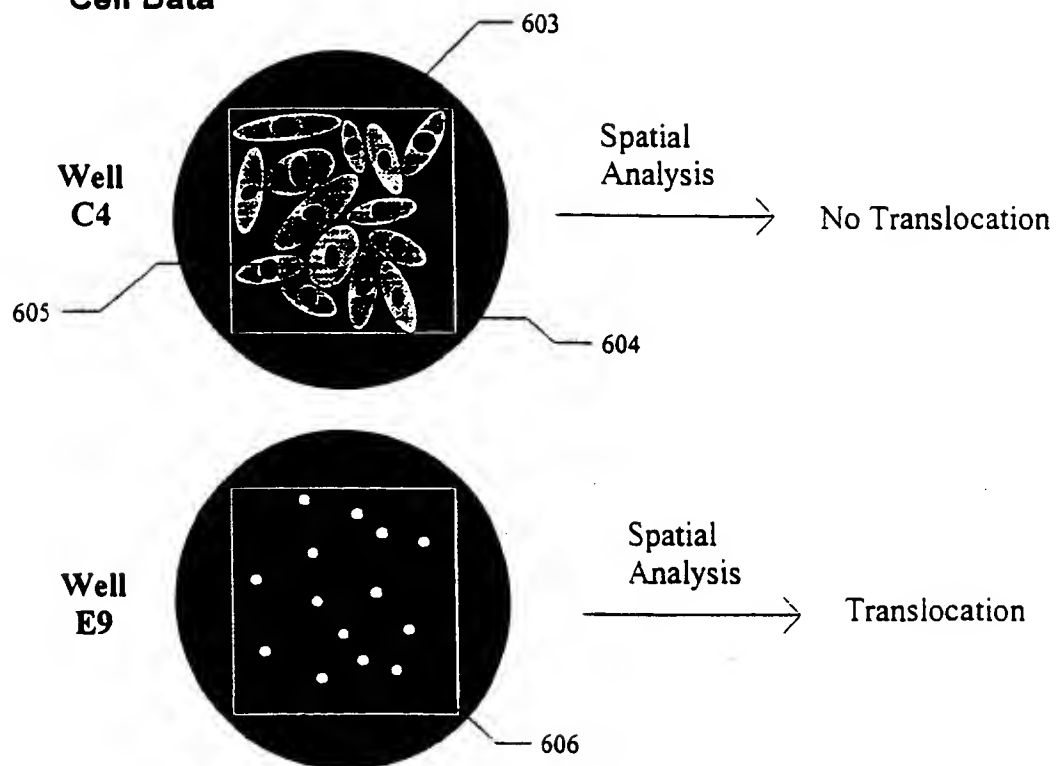 Cell Data
603
Well
C4
Spatial
Analysis
No Translocation
605
604
Well
E9
Spatial
Analysis
Translocation
606